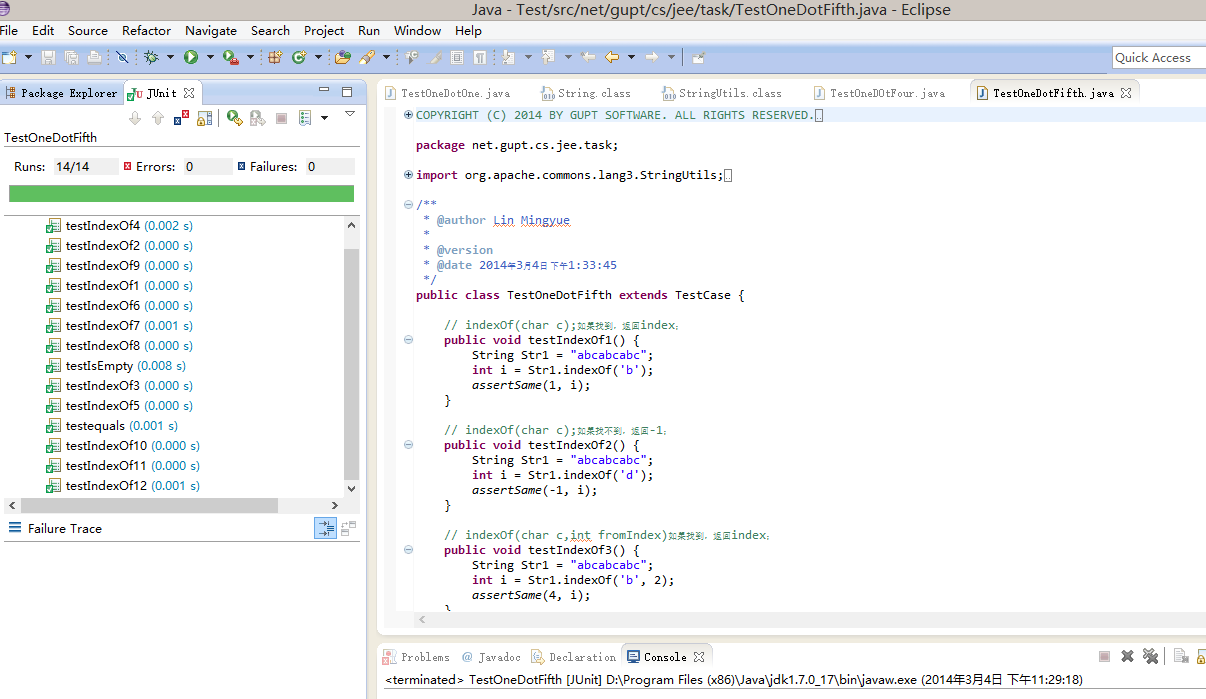 Java - Test/src/net/gupt/cs/jee/task/TestOneDotFifth.java - Eclipse
File Edit Source Refactor Navigate Search Project Run Window Help
Quick Access
Package Explorer JUnit
TestOneDotFifth
Runs: 14/14 Errors: 0 Failures: 0
testIndexOf4 (0.002 s)
testIndexOf2 (0.000 s)
testIndexOf9 (0.000 s)
testIndexOf1 (0.000 s)
testIndexOf6 (0.000 s)
testIndexOf7 (0.001 s)
testIndexOf8 (0.000 s)
testIsEmpty (0.008 s)
testIndexOf3 (0.000 s)
testIndexOf5 (0.000 s)
testequals (0.001 s)
testIndexOf10 (0.000 s)
testIndexOf11 (0.000 s)
testIndexOf12 (0.001 s)
Failure Trace
TestOneDotOne.java String.class StringUtils.class TestOneDOtFour.java TestOneDotFifth.java
COPYRIGHT (C) 2014 BY GUPT SOFTWARE. ALL RIGHTS RESERVED.
package net.gupt.cs.jee.task;
import org.apache.commons.lang3.StringUtils;
/**
* @author Lin Mingyue
*
* @version
* @date 2014年3月4日下午1:33:45
*/
public class TestOneDotFifth extends TestCase {
// indexOf(char c);如果找到，返回index;
public void testIndexOf1() {
String Str1 = "abcabcabc";
int i = Str1.indexOf('b');
assertSame(1, i);
}
// indexOf(char c);如果找不到，返回-1;
public void testIndexOf2() {
String Str1 = "abcabcabc";
int i = Str1.indexOf('d');
assertSame(-1, i);
}
// indexOf(char c,int fromIndex)如果找到，返回index;
public void testIndexOf3() {
String Str1 = "abcabcabc";
int i = Str1.indexOf('b', 2);
assertSame(4, i);
}
Problems Javadoc Declaration Console
<terminated> TestOneDotFifth [JUnit] D:\Program Files (x86)\Java\jdk1.7.0_17\bin\javaw.exe (2014年3月4日 下午11:29:18)